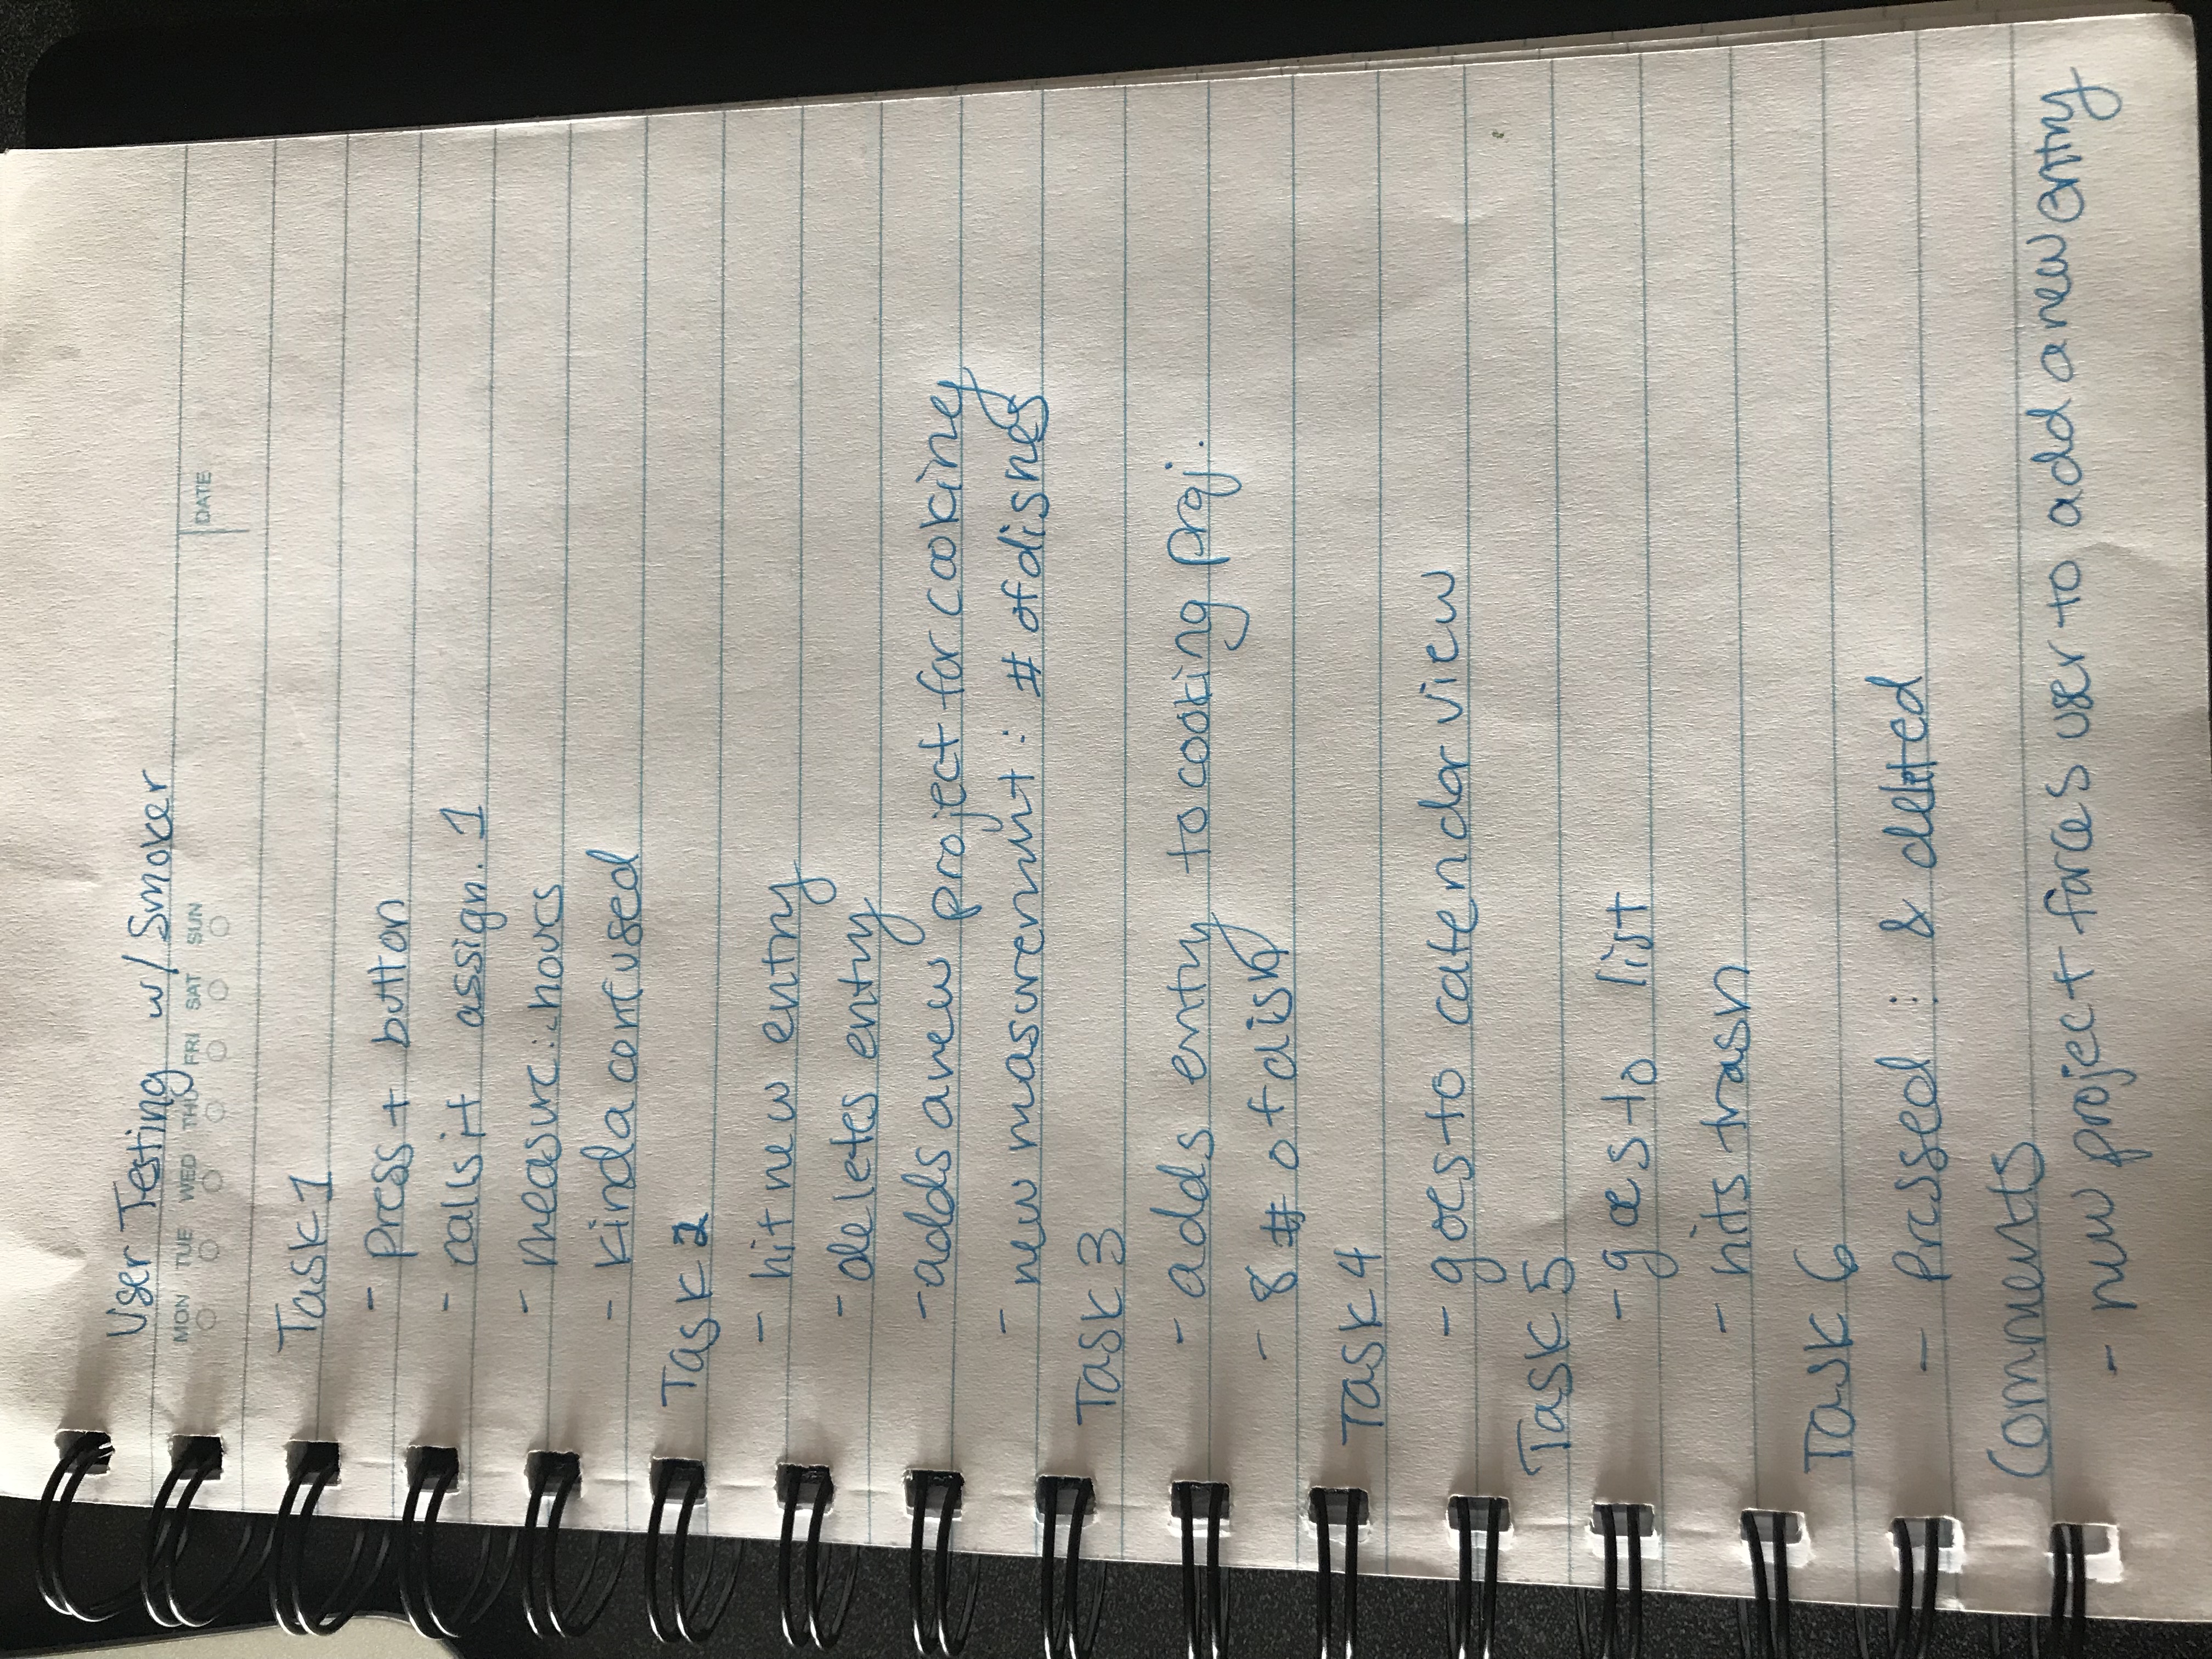 User Testing w/ Smoker
MON TUE WED THU FRI SAT SUN DATE
Task 1
- press + button
- calls it assign. 1
- measure: hours
- kinda confused
Task 2
- hit new entry
- deletes entry
- adds a new project for cooking
- new masuremnt: # of dishes
Task 3
- adds entry to cooking proj.
- 8 # of dish
Task 4
- goes to calendar view
Task 5
- goes to list
- hits trash
Task 6
- pressed : & deleted
Comments
- new project forces user to add a new entry